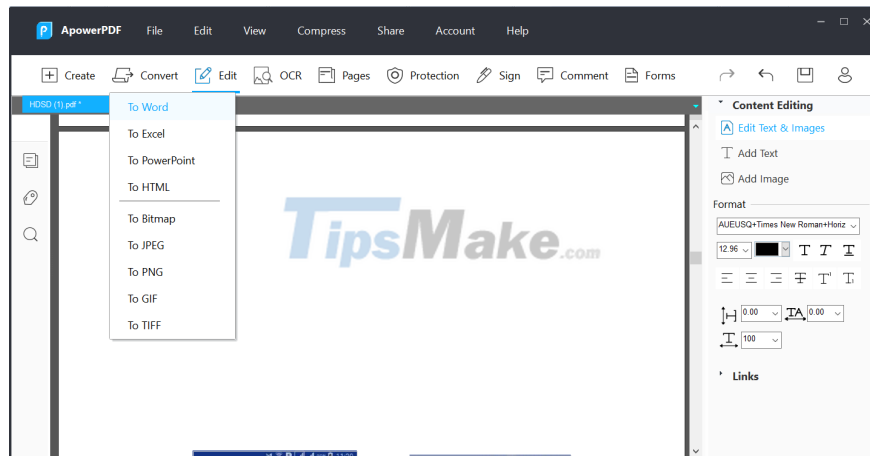 ApowerPDF File Edit View Compress Share Account Help
Create Convert Edit OCR Pages Protection Sign Comment Forms
HDSD (1).pdf *
To Word
To Excel
To PowerPoint
To HTML
To Bitmap
To JPEG
To PNG
To GIF
To TIFF
TipsMake.com
Content Editing
Edit Text & Images
Add Text
Add Image
Format
AUEUSQ+Times New Roman+Horiz
12.96
0.00 0.00
100
Links